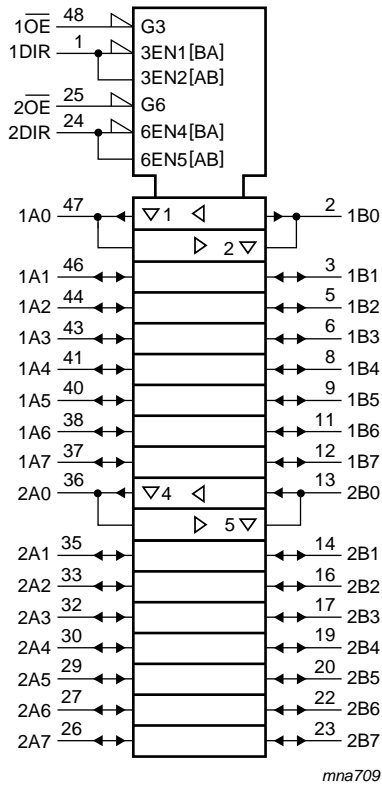 1OE 48 G3
1DIR 1 3EN1[BA]
3EN2[AB]
2OE 25 G6
2DIR 24 6EN4[BA]
6EN5[AB]
1A0 47 ▽1 ◁ 2 1B0
▷ 2▽
1A1 46 3 1B1
1A2 44 5 1B2
1A3 43 6 1B3
1A4 41 8 1B4
1A5 40 9 1B5
1A6 38 11 1B6
1A7 37 12 1B7
2A0 36 ▽4 ◁ 13 2B0
▷ 5▽
2A1 35 14 2B1
2A2 33 16 2B2
2A3 32 17 2B3
2A4 30 19 2B4
2A5 29 20 2B5
2A6 27 22 2B6
2A7 26 23 2B7
mna709